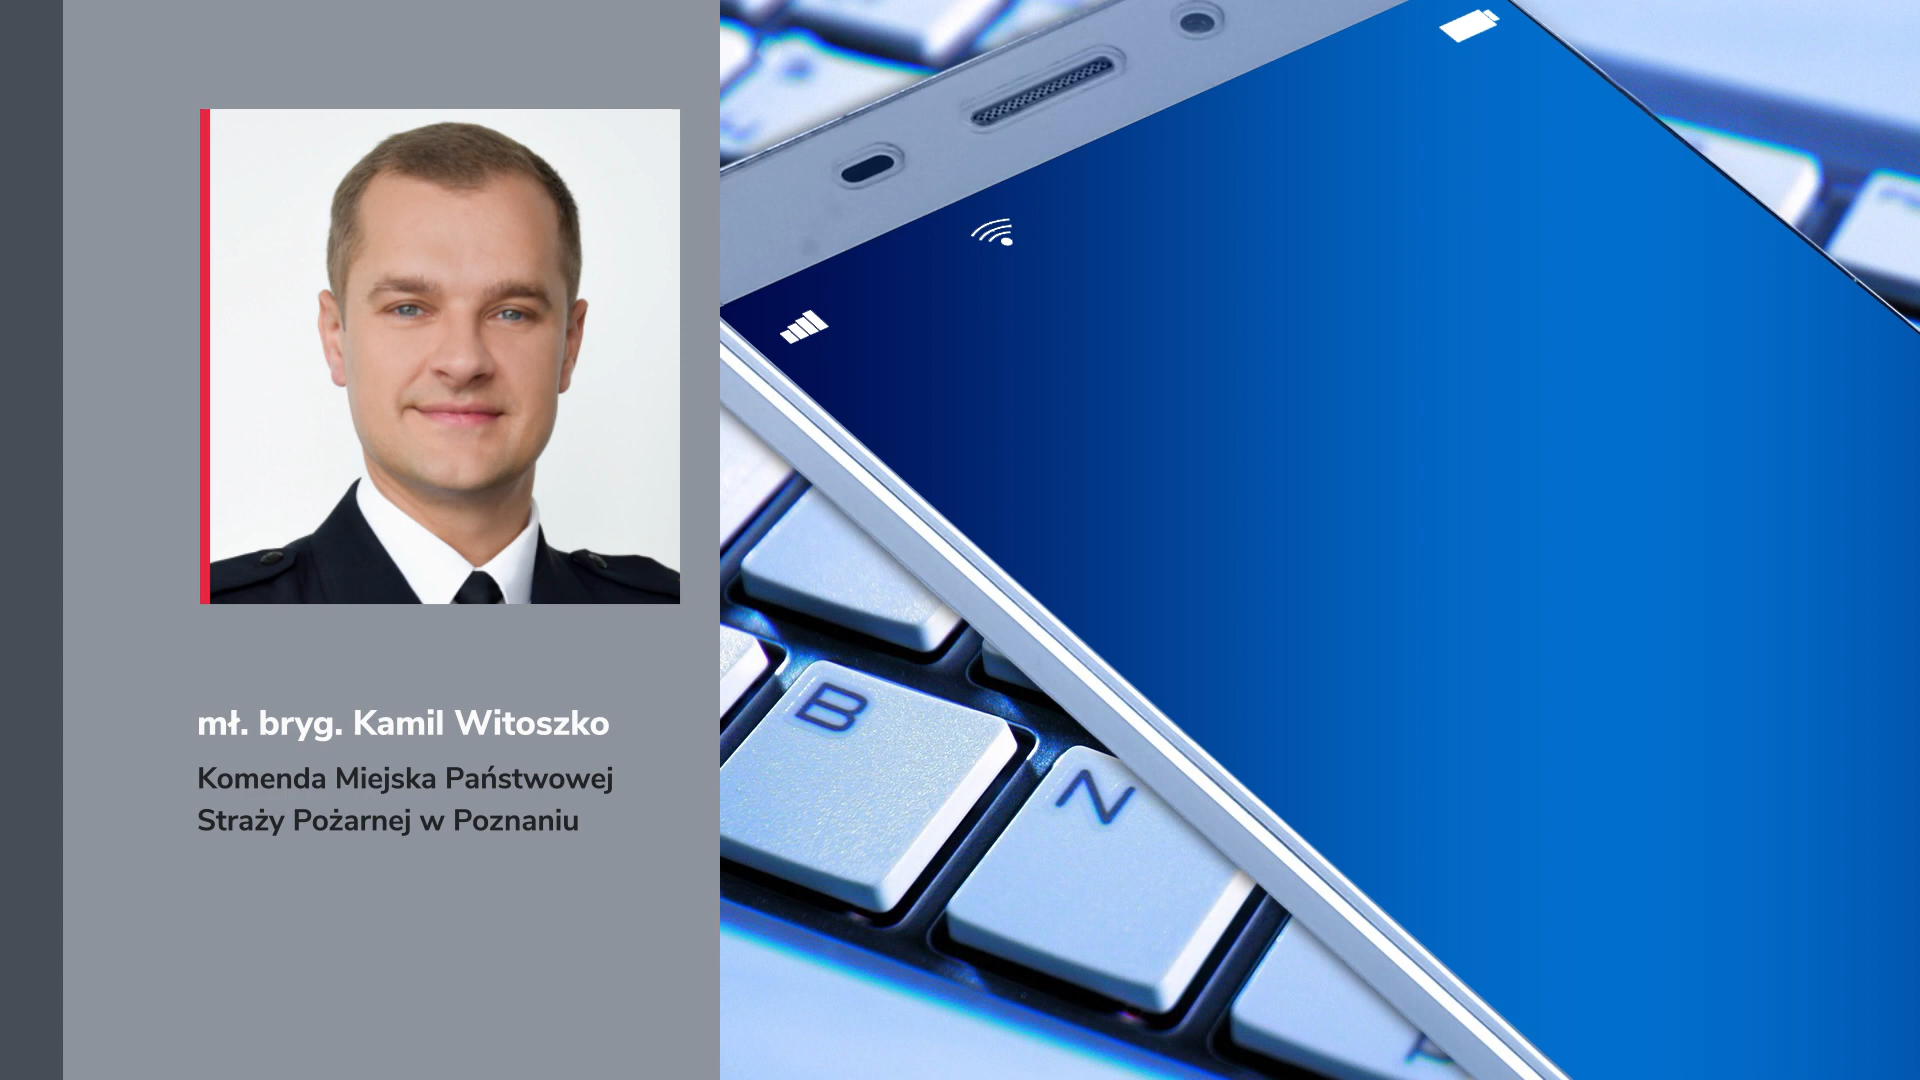 mł. bryg. Kamil Witoszko
Komenda Miejska Państwowej
Straży Pożarnej w Poznaniu
B
N